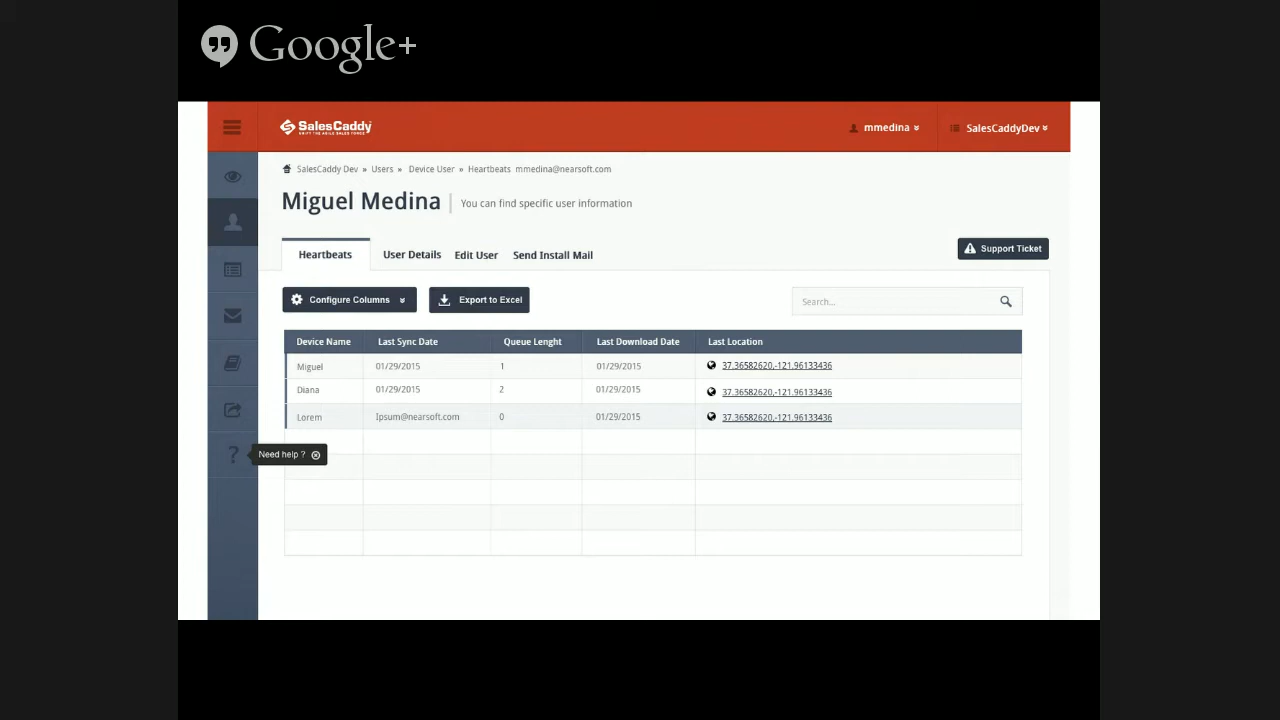 Google+
SalesCaddy
mmedina
SalesCaddyDev
SalesCaddy Dev » Users » Device User » Heartbeats mmedina@nearsoft.com
Miguel Medina | You can find specific user information
Heartbeats User Details Edit User Send Install Mail
Support Ticket
Configure Columns Export to Excel Search...
Device Name Last Sync Date Queue Lenght Last Download Date Last Location
Miguel 01/29/2015 1 01/29/2015 37.36582620,-121.96133436
Diana 01/29/2015 2 01/29/2015 37.36582620,-121.96133436
Lorem Ipsum@nearsoft.com 0 01/29/2015 37.36582620,-121.96133436
? Need help ?